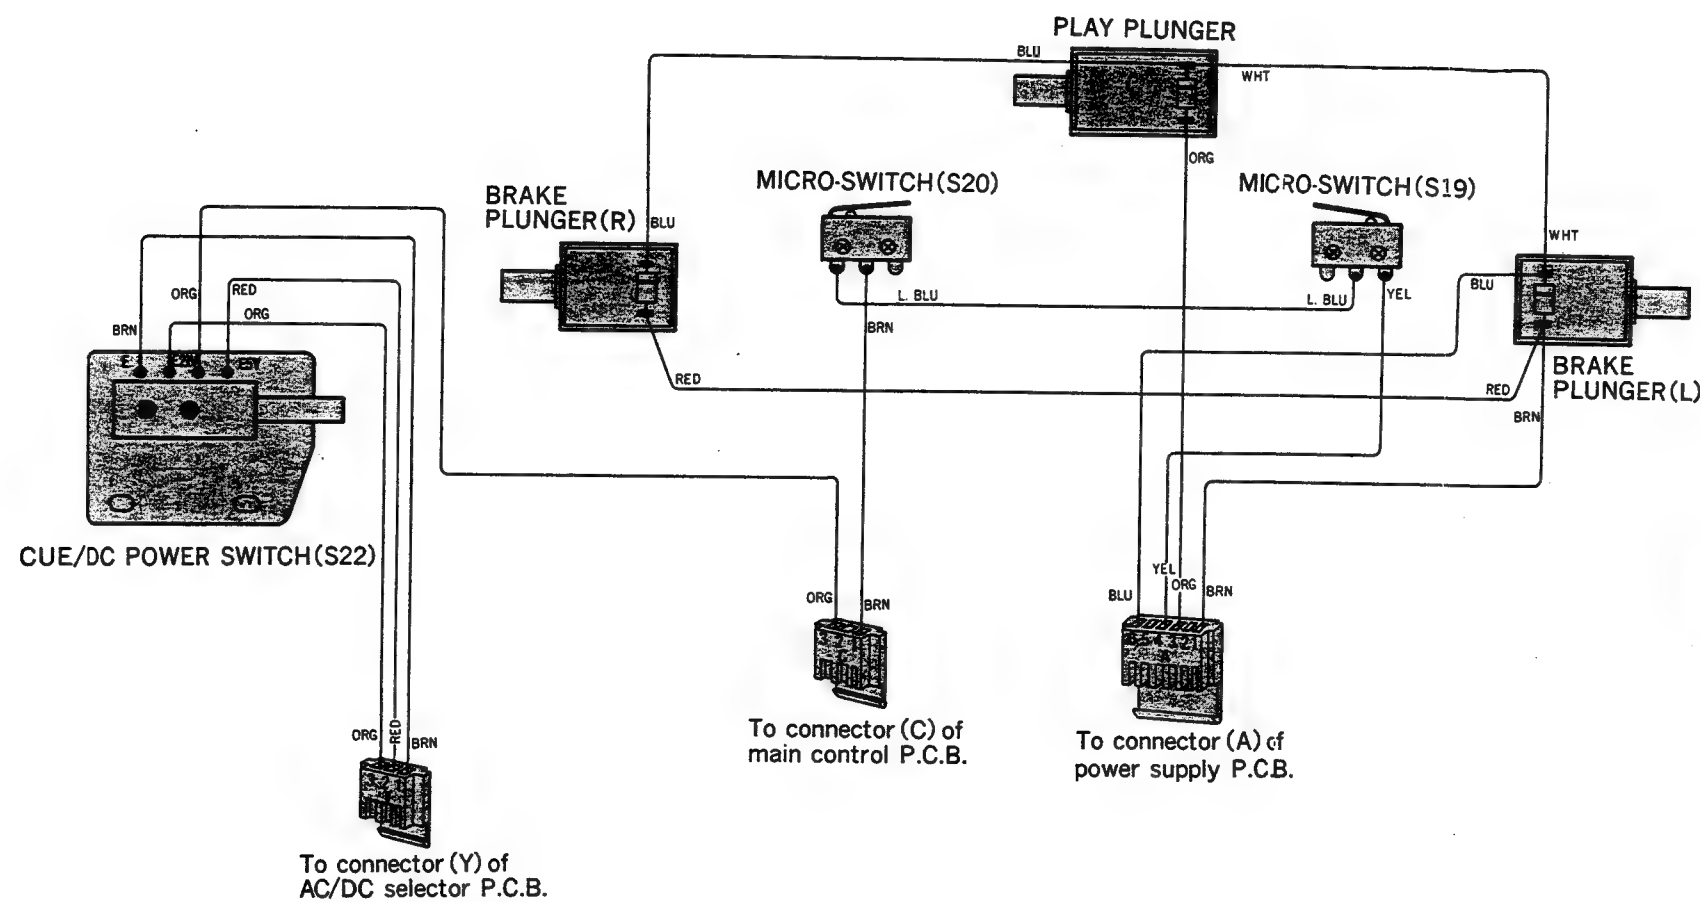 PLAY PLUNGER
BLU
WHT
ORG
MICRO-SWITCH(S20)
MICRO-SWITCH(S19)
BRAKE
PLUNGER(R)
BLU
WHT
BLU
ORG
RED
ORG
BRN
L. BLU
BRN
L. BLU
YEL
E
RED
RED
BRN
BRAKE
PLUNGER(L)
CUE/DC POWER SWITCH(S22)
ORG
BRN
BLU
YEL
ORG
BRN
To connector (C) of
main control P.C.B.
To connector (A) of
power supply P.C.B.
ORG
RED
BRN
To connector (Y) of
AC/DC selector P.C.B.